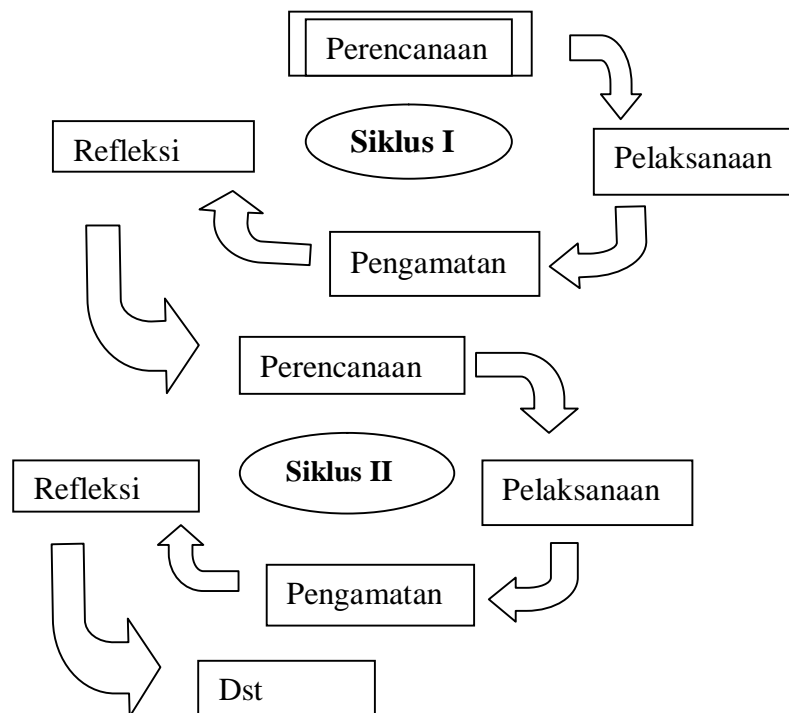 Perencanaan
Siklus I
Refleksi
Pelaksanaan
Pengamatan
Perencanaan
Siklus II
Refleksi
Pelaksanaan
Pengamatan
Dst